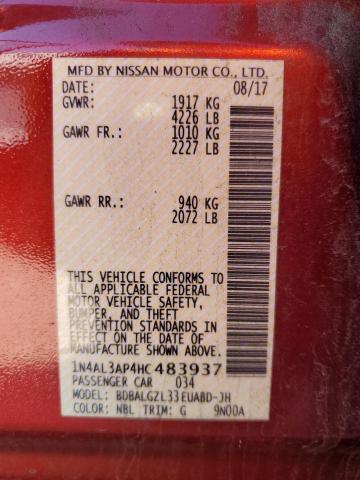 MFD BY NISSAN MOTOR CO., LTD.
DATE: 08/17
GVWR: 1917 KG
4226 LB
GAWR FR.: 1010 KG
2227 LB
GAWR RR.: 940 KG
2072 LB
THIS VEHICLE CONFORMS TO
ALL APPLICABLE FEDERAL
MOTOR VEHICLE SAFETY,
BUMPER, AND THEFT
PREVENTION STANDARDS IN
EFFECT ON THE DATE OF
MANUFACTURE SHOWN ABOVE.
1N4AL3AP4HC483937
PASSENGER CAR 034
MODEL: BDBALGZL33EUABD-JH
COLOR: NBL TRIM: G 9N00A